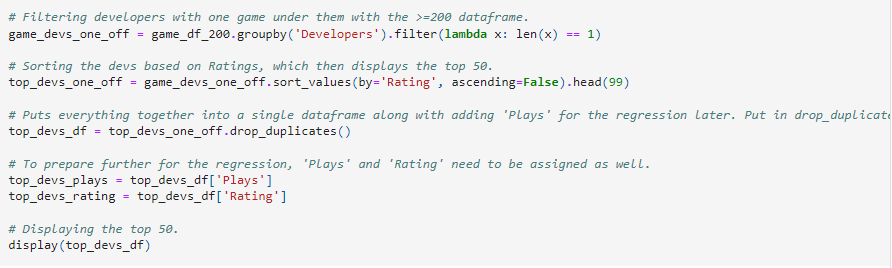 # Filtering developers with one game under them with the >=200 dataframe.
game_devs_one_off = game_df_200.groupby('Developers').filter(lambda x: len(x) == 1)
# Sorting the devs based on Ratings, which then displays the top 50.
top_devs_one_off = game_devs_one_off.sort_values(by='Rating', ascending=False).head(99)
# Puts everything together into a single dataframe along with adding 'Plays' for the regression later. Put in drop_duplicate
top_devs_df = top_devs_one_off.drop_duplicates()
# To prepare further for the regression, 'Plays' and 'Rating' need to be assigned as well.
top_devs_plays = top_devs_df['Plays']
top_devs_rating = top_devs_df['Rating']
# Displaying the top 50.
display(top_devs_df)